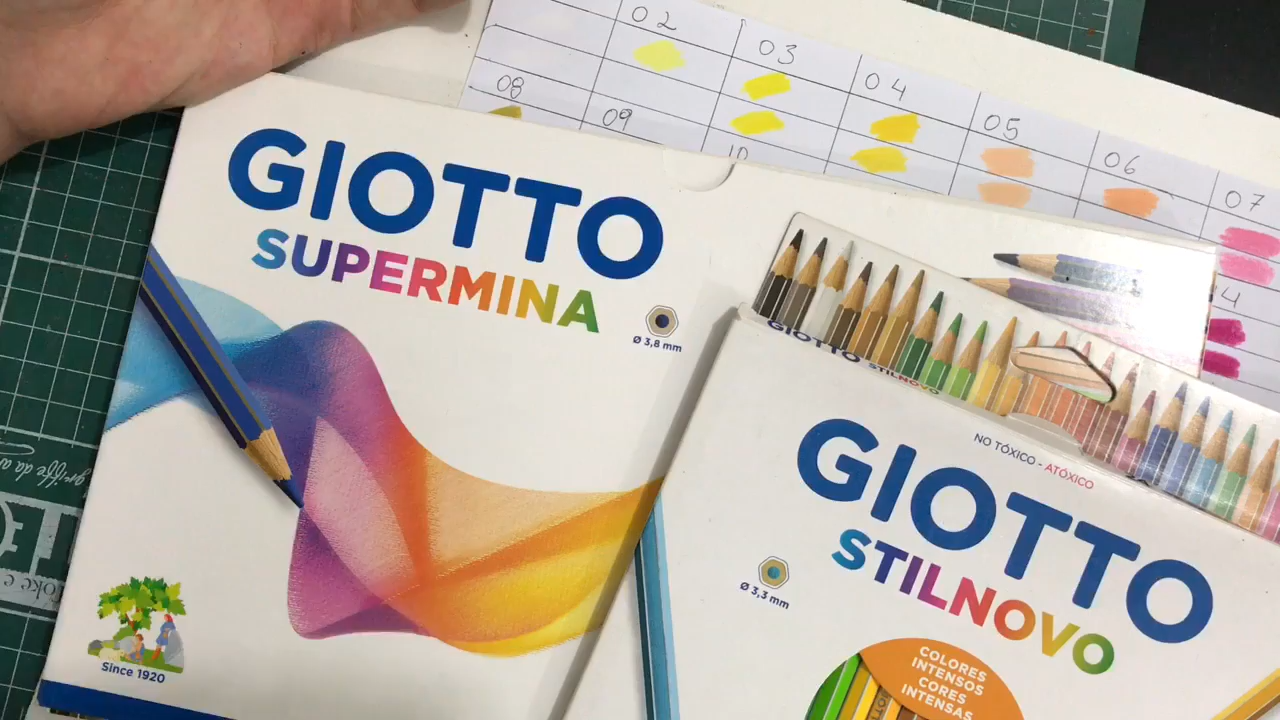 02
03
04
05
06
07
08
09
10
GIOTTO
SUPERMINA
Ø 3,8 mm
Since 1920
GIOTTO STILNOVO
NO TÓXICO - ATÓXICO
GIOTTO
STILNOVO
Ø 3,3 mm
COLORES
INTENSOS
CORES
INTENSAS